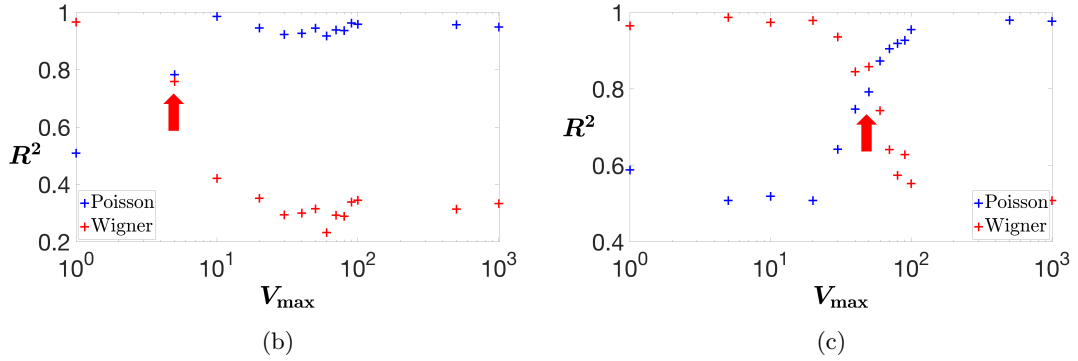 1
0.8
0.6
0.4
0.2
R²
Poisson
Wigner
10⁰
10¹
10²
10³
V_max
(b)
1
0.8
0.6
0.4
R²
Poisson
Wigner
10⁰
10¹
10²
10³
V_max
(c)